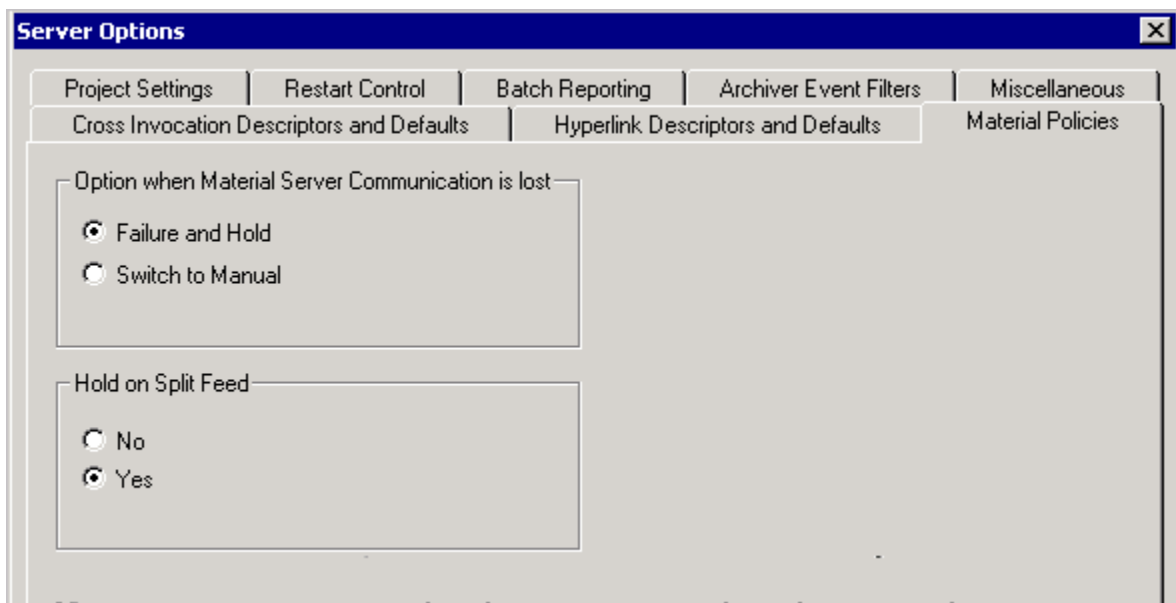 Server Options
Project Settings Restart Control Batch Reporting Archiver Event Filters Miscellaneous
Cross Invocation Descriptors and Defaults Hyperlink Descriptors and Defaults Material Policies
Option when Material Server Communication is lost
Failure and Hold
Switch to Manual
Hold on Split Feed
No
Yes